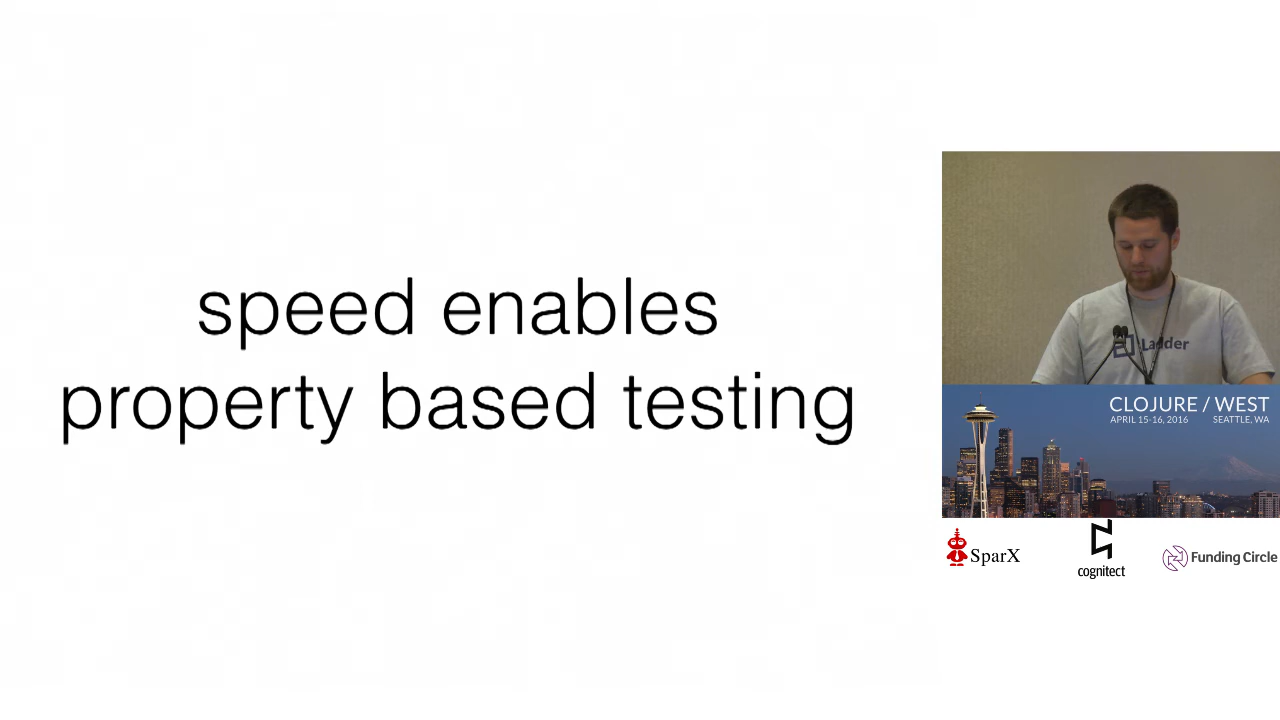 speed enables
property based testing
Ladder
CLOJURE / WEST
APRIL 15-16, 2016 SEATTLE, WA
SparX
cognitect
Funding Circle